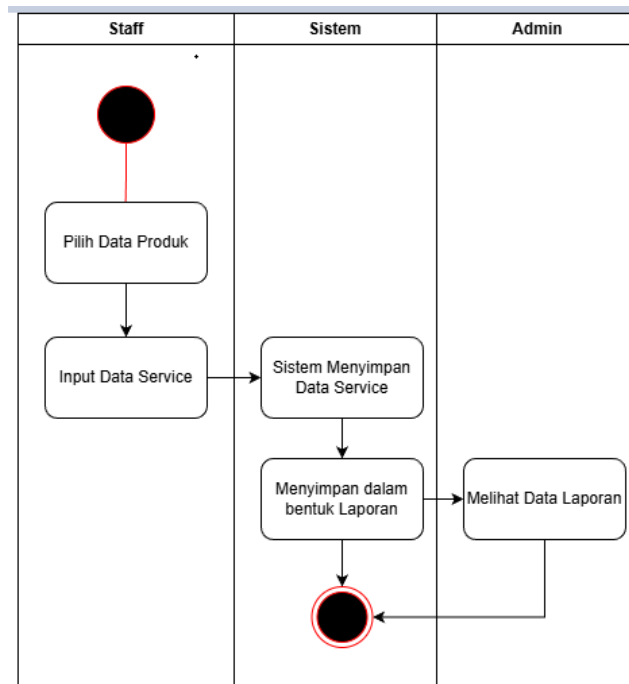 Staff
Sistem
Admin
Pilih Data Produk
Input Data Service
Sistem Menyimpan
Data Service
Menyimpan dalam
bentuk Laporan
Melihat Data Laporan